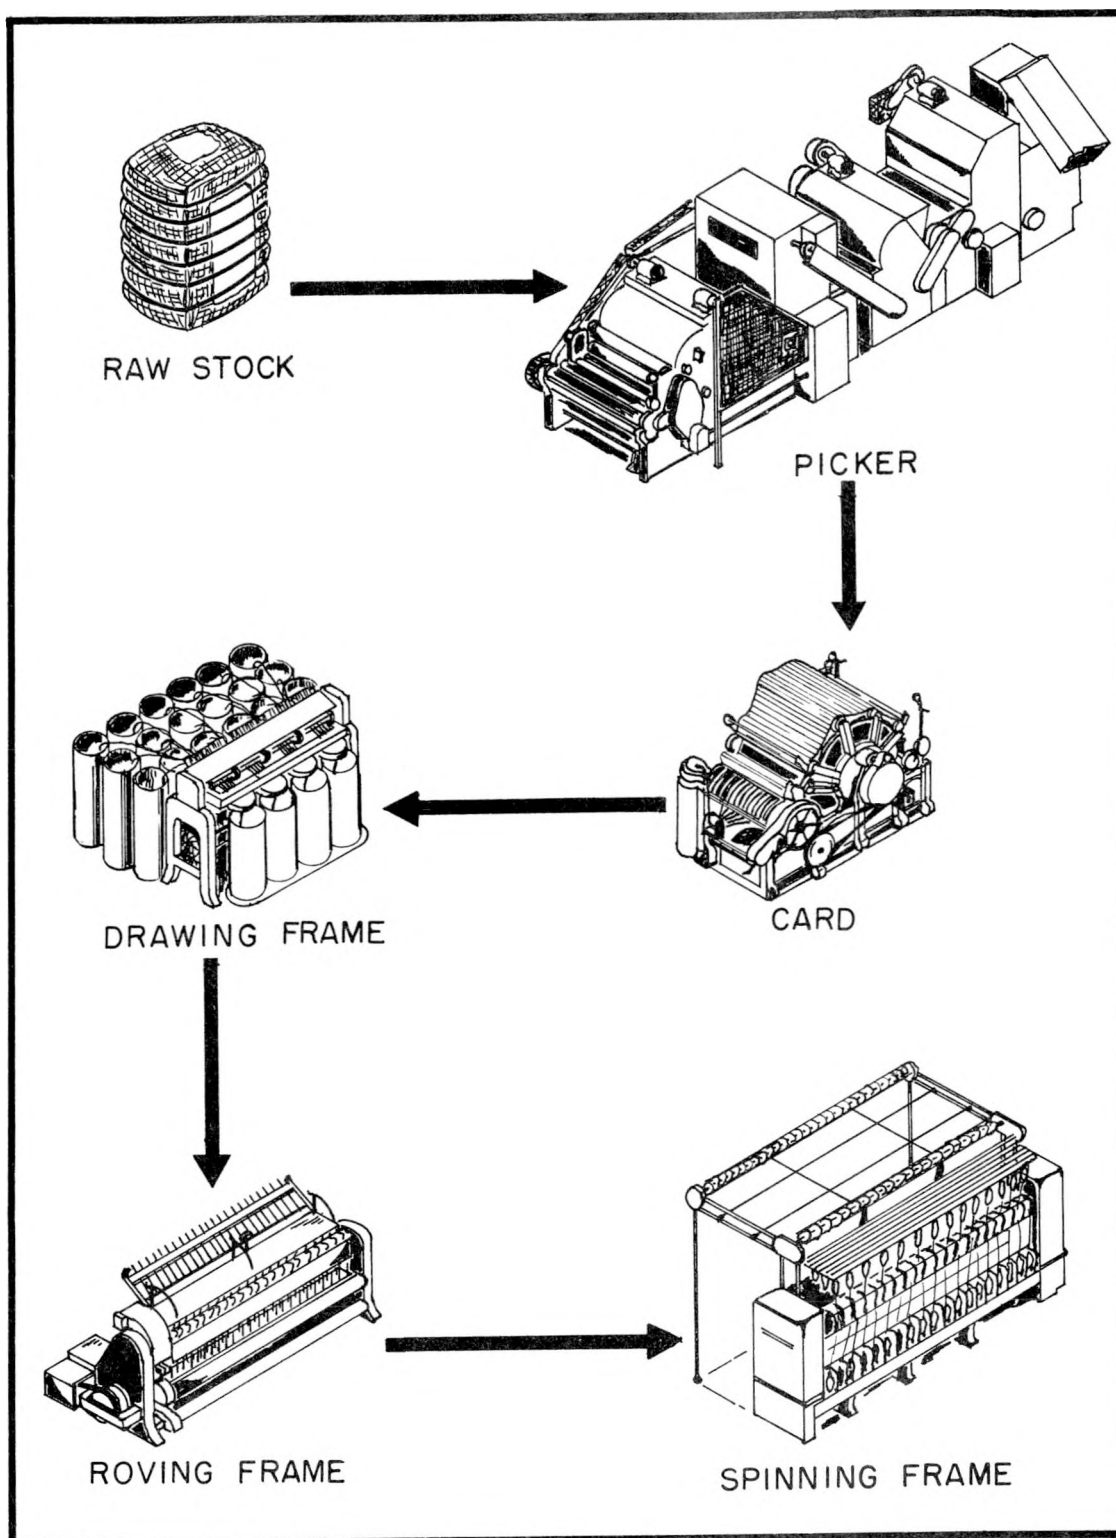 RAW STOCK
PICKER
CARD
DRAWING FRAME
ROVING FRAME
SPINNING FRAME